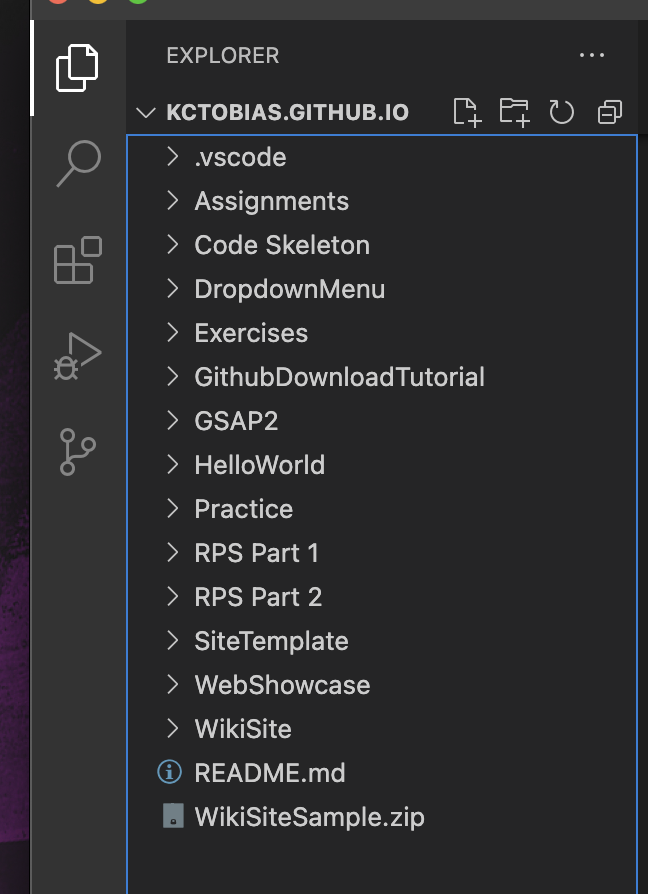 EXPLORER
KCTOBIAS.GITHUB.IO
.vscode
Assignments
Code Skeleton
DropdownMenu
Exercises
GithubDownloadTutorial
GSAP2
HelloWorld
Practice
RPS Part 1
RPS Part 2
SiteTemplate
WebShowcase
WikiSite
README.md
WikiSiteSample.zip